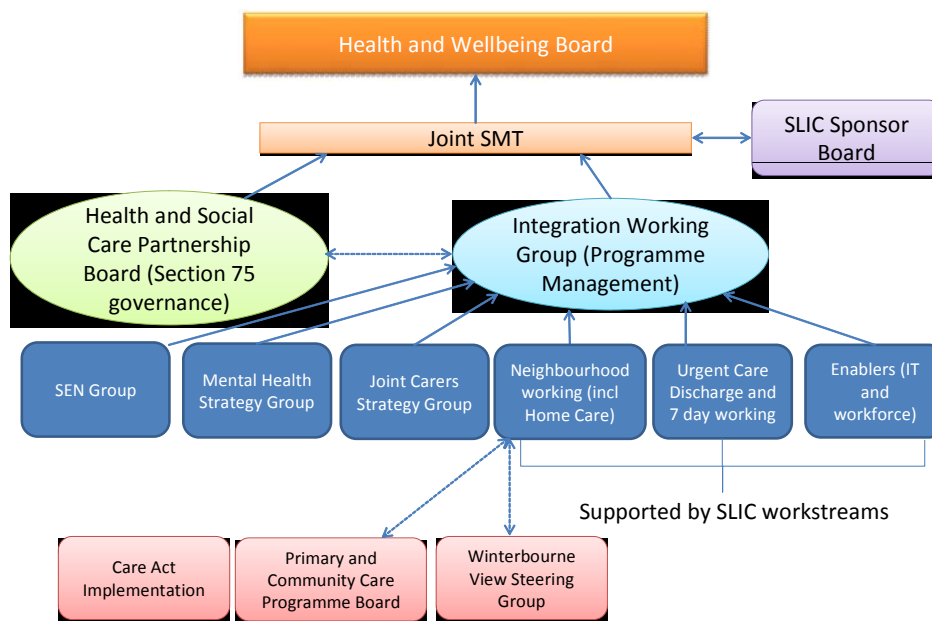 Health and Wellbeing Board
Joint SMT
SLIC Sponsor
Board
Health and Social
Care Partnership
Board (Section 75
governance)
Integration Working
Group (Programme
Management)
SEN Group
Mental Health
Strategy Group
Joint Carers
Strategy Group
Neighbourhood
working (incl
Home Care)
Urgent Care
Discharge and
7 day working
Enablers (IT
and
workforce)
Supported by SLIC workstreams
Care Act
Implementation
Primary and
Community Care
Programme Board
Winterbourne
View Steering
Group